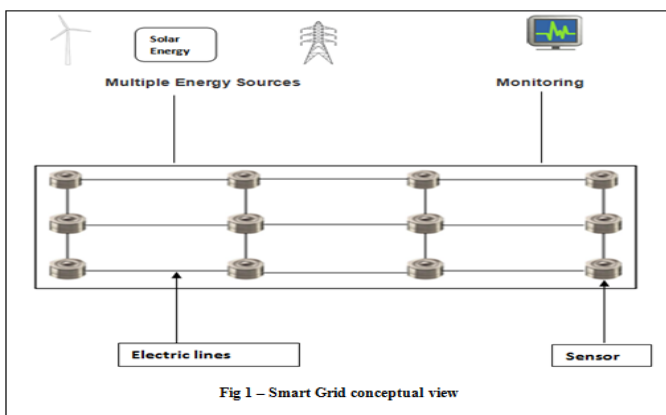 Solar
Energy
Multiple Energy Sources
Monitoring
Electric lines
Sensor
Fig 1 – Smart Grid conceptual view